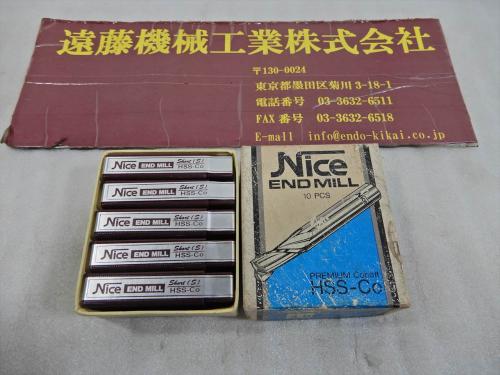 遠藤機械工業株式会社
〒130-0024
東京都墨田区菊川3-18-1
電話番号 03-3632-6511
FAX番号 03-3632-6518
E-mail info@endo-kikai.co.jp
Nice END MILL Short(S) HSS-Co
Nice END MILL Short(S) HSS-Co
Nice END MILL Short(S) HSS-Co
Nice END MILL Short(S) HSS-Co
Nice END MILL Short(S) HSS-Co
Nice
END MILL
10 PCS
PREMIUM Cobalt
HSS-Co